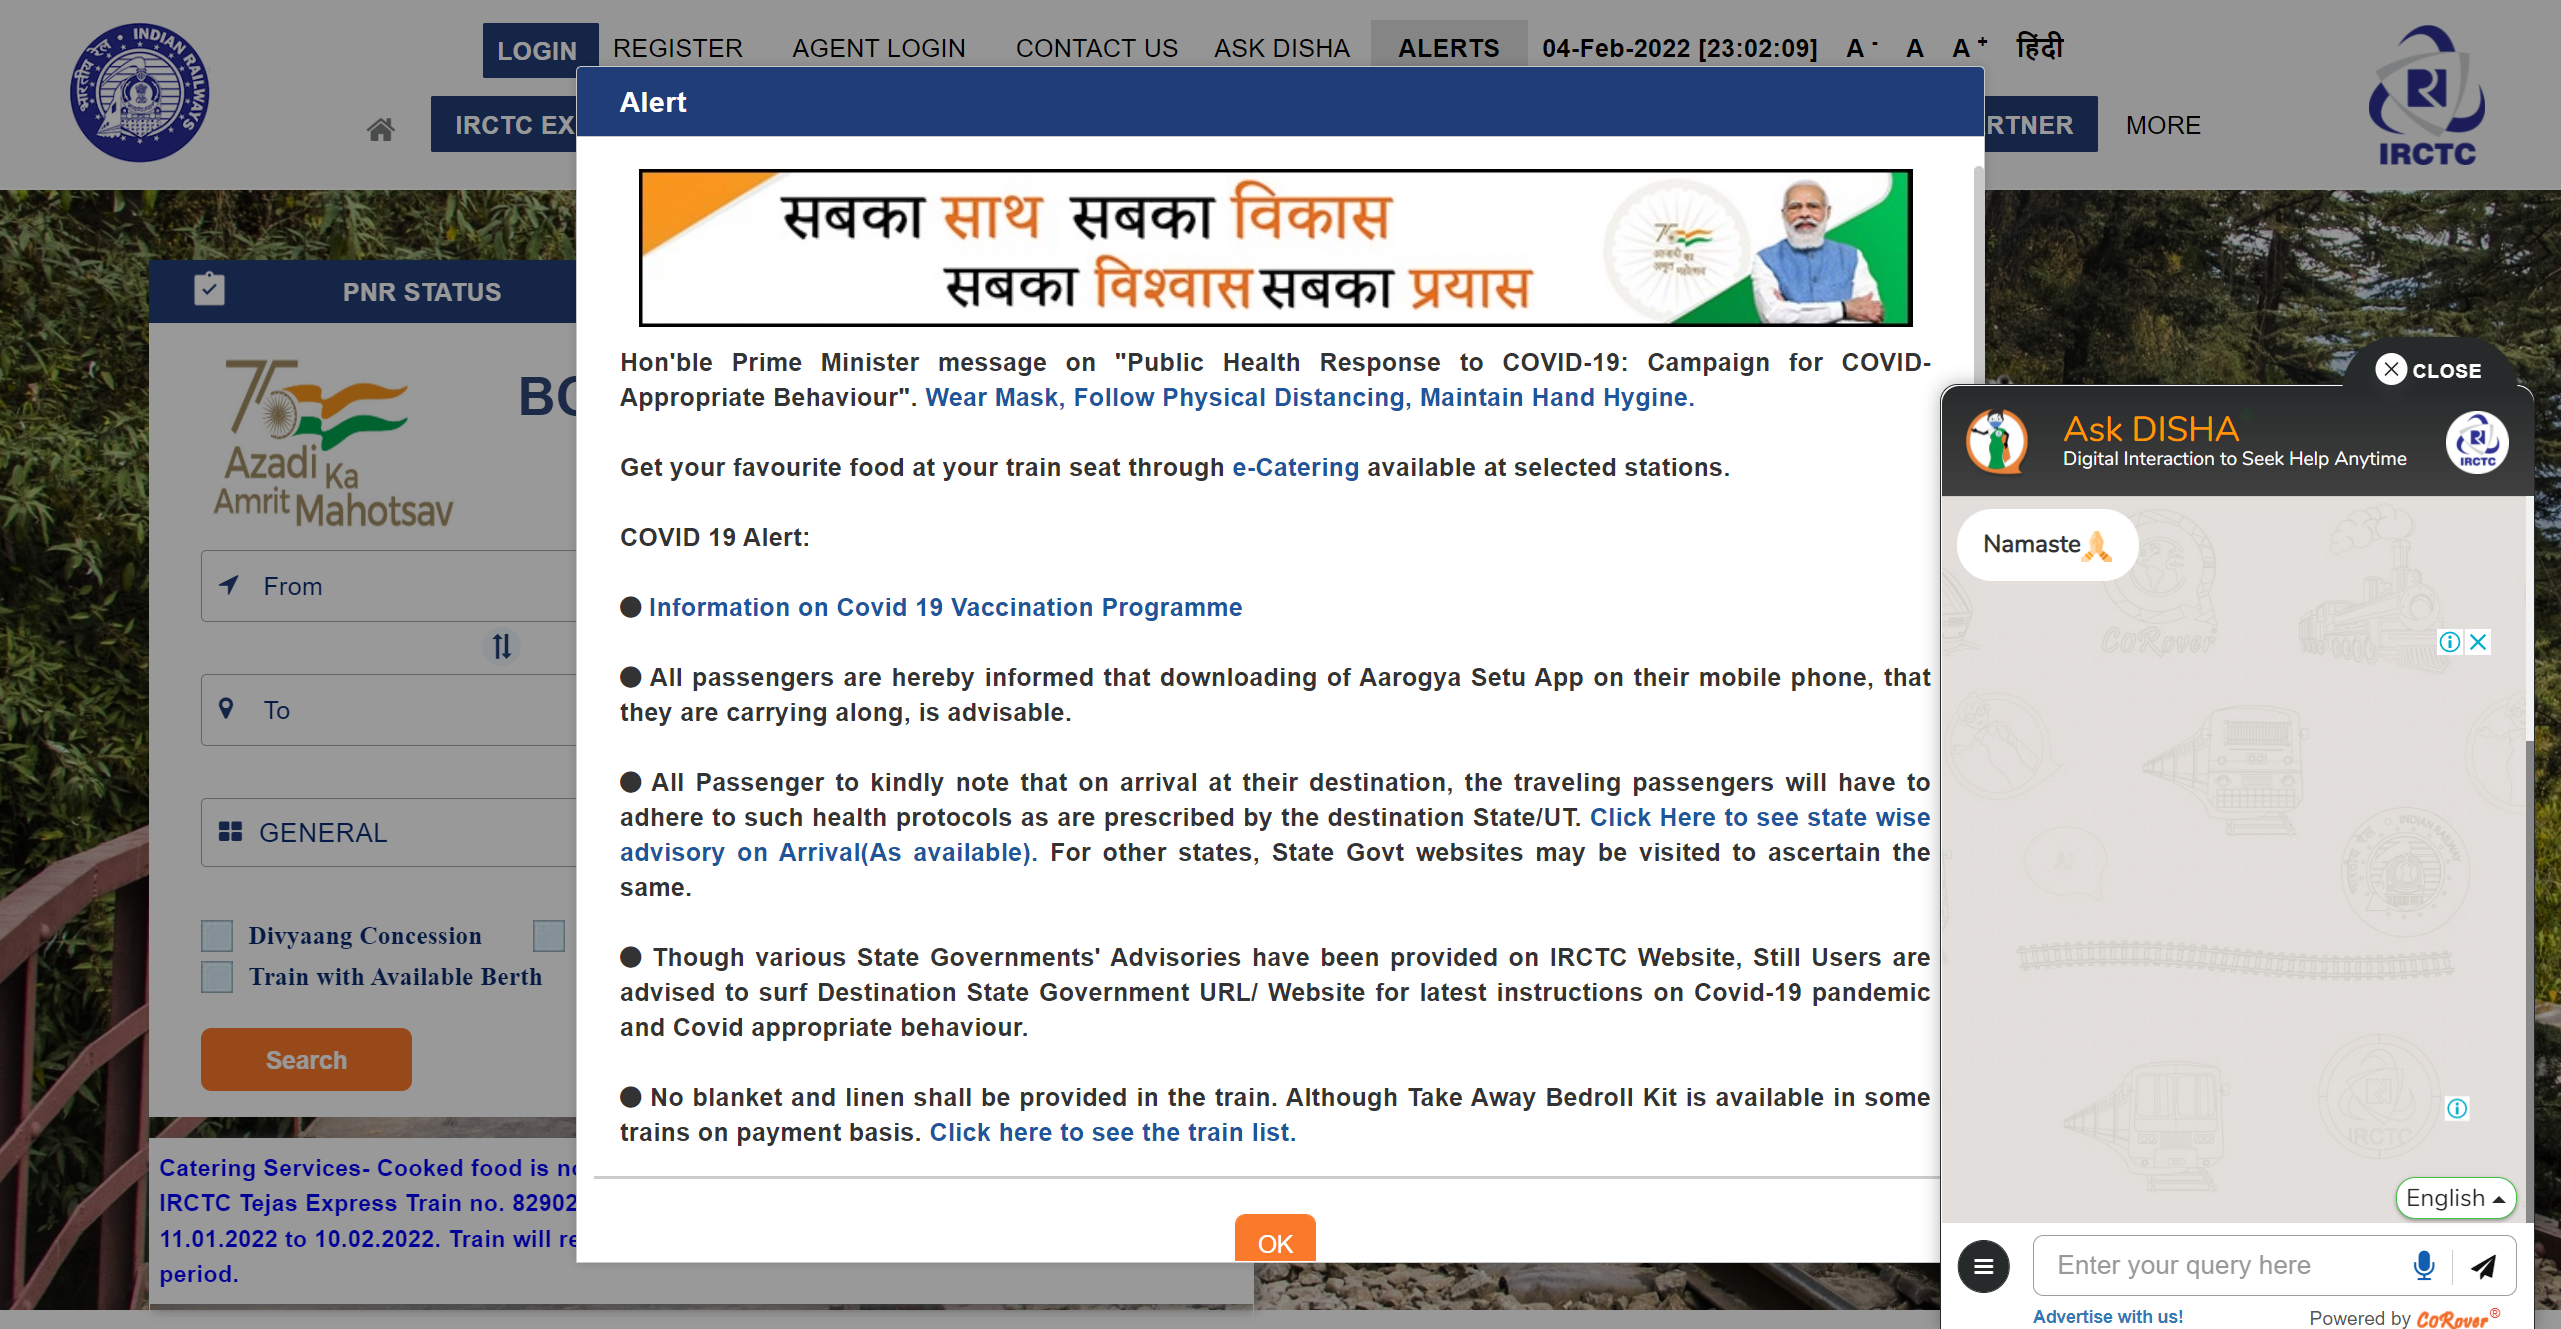 LOGIN
REGISTER
AGENT LOGIN
CONTACT US
ASK DISHA
ALERTS
04-Feb-2022 [23:02:09]
A -
A
A +
हिंदी
INDIAN RAILWAYS
भारतीय रेल
IRCTC EX
RTNER
MORE
IRCTC
Alert
सबका साथ सबका विकास
सबका विश्वास सबका प्रयास
Hon'ble Prime Minister message on "Public Health Response to COVID-19: Campaign for COVID-
Appropriate Behaviour". Wear Mask, Follow Physical Distancing, Maintain Hand Hygine.
Get your favourite food at your train seat through e-Catering available at selected stations.
COVID 19 Alert:
● Information on Covid 19 Vaccination Programme
● All passengers are hereby informed that downloading of Aarogya Setu App on their mobile phone, that
they are carrying along, is advisable.
● All Passenger to kindly note that on arrival at their destination, the traveling passengers will have to
adhere to such health protocols as are prescribed by the destination State/UT. Click Here to see state wise
advisory on Arrival(As available). For other states, State Govt websites may be visited to ascertain the
same.
● Though various State Governments' Advisories have been provided on IRCTC Website, Still Users are
advised to surf Destination State Government URL/ Website for latest instructions on Covid-19 pandemic
and Covid appropriate behaviour.
● No blanket and linen shall be provided in the train. Although Take Away Bedroll Kit is available in some
trains on payment basis. Click here to see the train list.
OK
PNR STATUS
75
Azadi Ka
Amrit Mahotsav
BO
From
To
GENERAL
Divyaang Concession
Train with Available Berth
Search
Catering Services- Cooked food is no
IRCTC Tejas Express Train no. 82902
11.01.2022 to 10.02.2022. Train will re
period.
CLOSE
Ask DISHA
Digital Interaction to Seek Help Anytime
IRCTC
Namaste
CoRover
INDIAN RAILWAY
IRCTC
English
Enter your query here
Advertise with us!
Powered by CoRover®